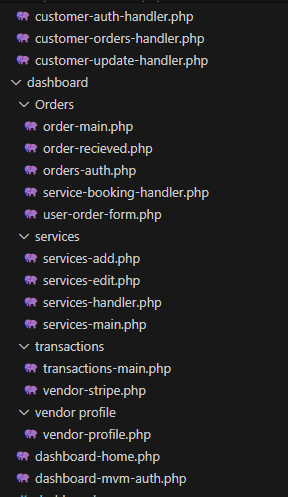 customer-auth-handler.php
customer-orders-handler.php
customer-update-handler.php
dashboard
Orders
order-main.php
order-recieved.php
orders-auth.php
service-booking-handler.php
user-order-form.php
services
services-add.php
services-edit.php
services-handler.php
services-main.php
transactions
transactions-main.php
vendor-stripe.php
vendor profile
vendor-profile.php
dashboard-home.php
dashboard-mvm-auth.php